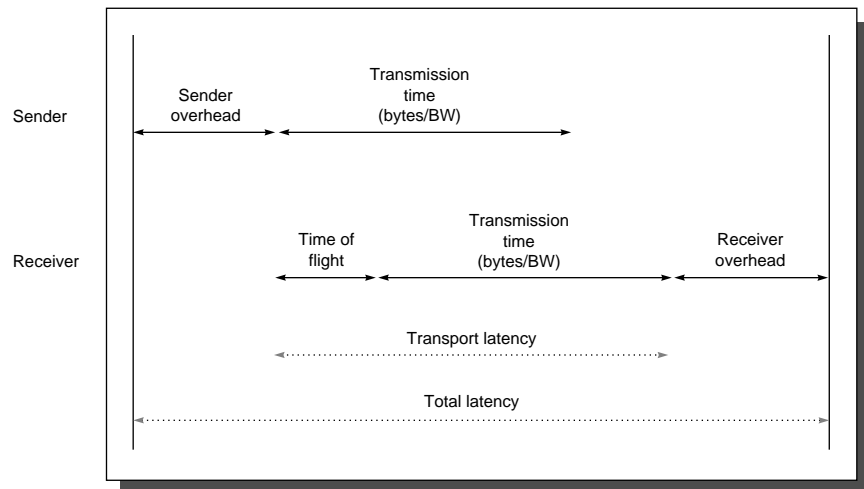 Sender
Sender
overhead
Transmission
time
(bytes/BW)
Receiver
Time of
flight
Transmission
time
(bytes/BW)
Receiver
overhead
Transport latency
Total latency